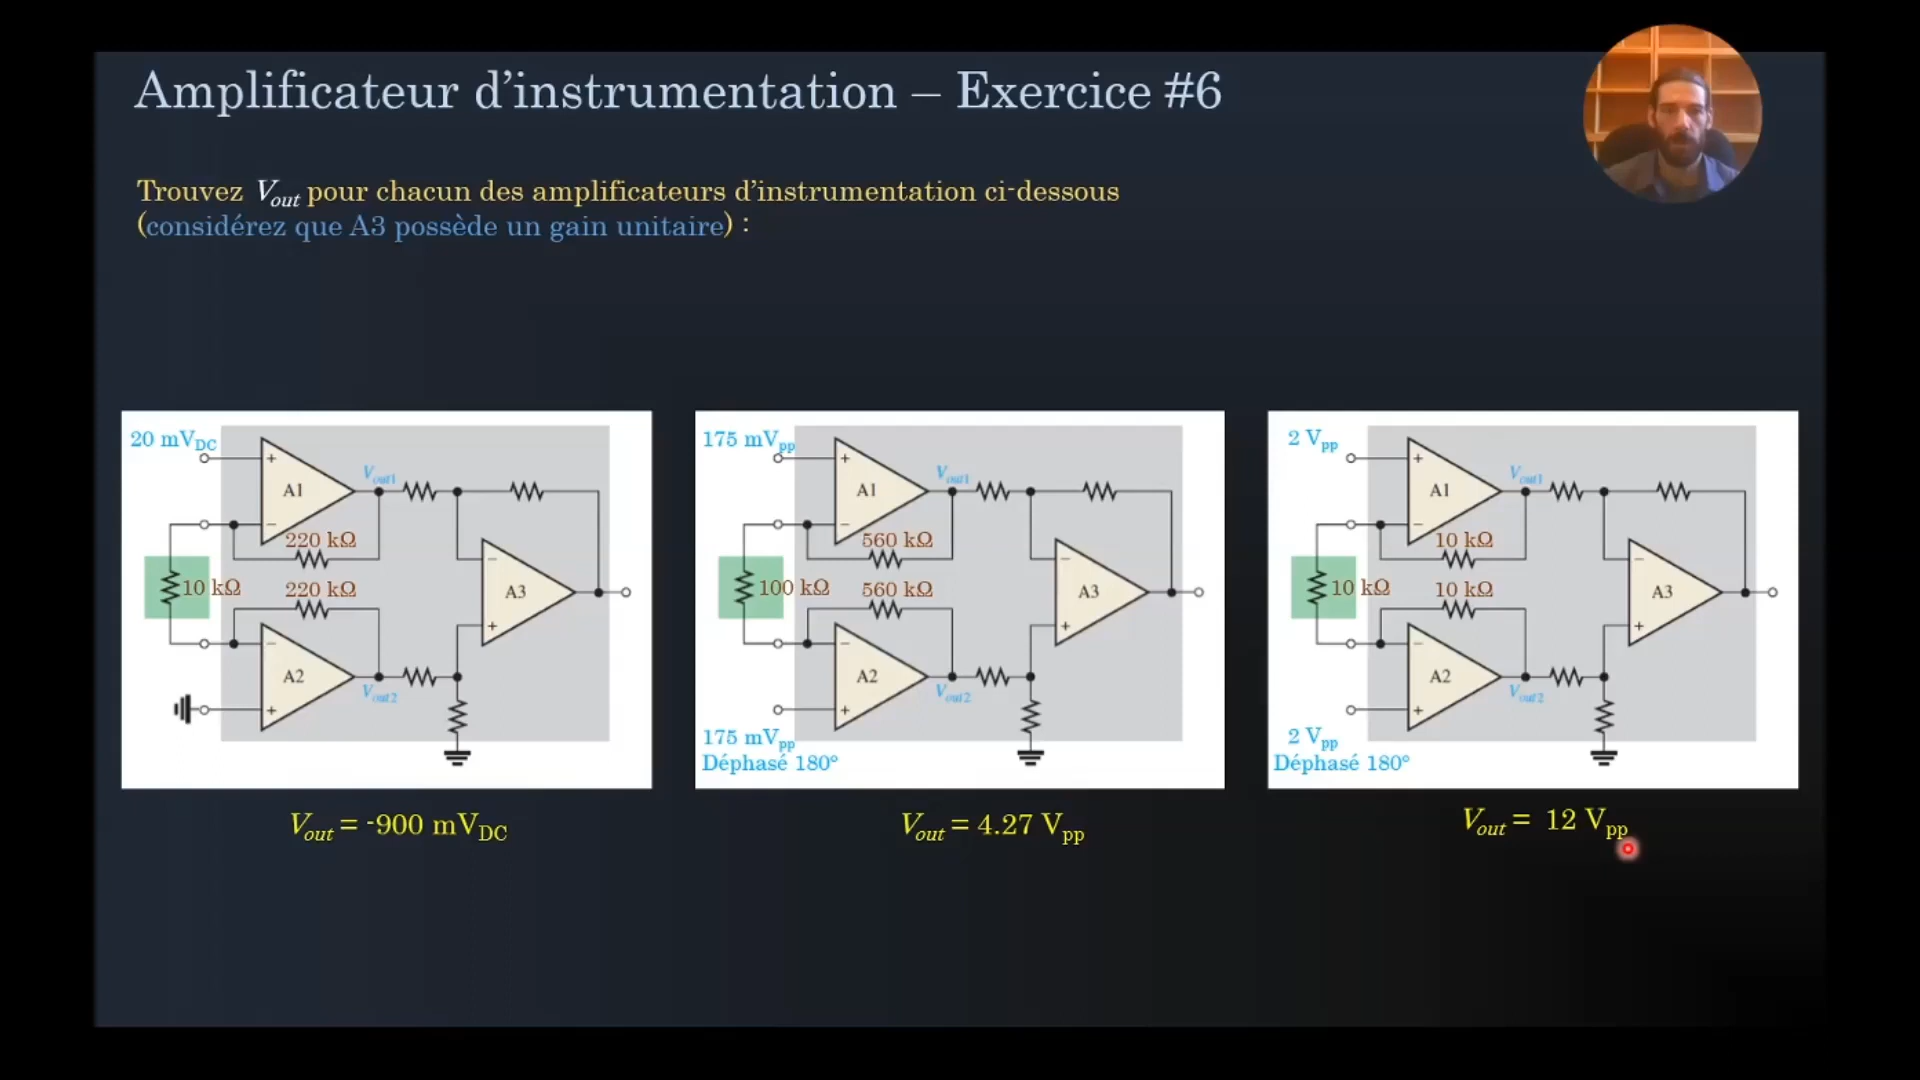 Amplificateur d’instrumentation – Exercice #6
Trouvez Vout pour chacun des amplificateurs d’instrumentation ci-dessous
(considérez que A3 possède un gain unitaire) :
20 mVDC
+
A1
Vout1
−
220 kΩ
10 kΩ
220 kΩ
−
A3
+
−
A2
Vout2
+
Vout = -900 mVDC
175 mVpp
+
A1
Vout1
−
560 kΩ
100 kΩ
560 kΩ
−
A3
+
−
A2
Vout2
+
175 mVpp
Déphasé 180°
Vout = 4.27 Vpp
2 Vpp
+
A1
Vout1
−
10 kΩ
10 kΩ
10 kΩ
−
A3
+
−
A2
Vout2
+
2 Vpp
Déphasé 180°
Vout = 12 Vpp